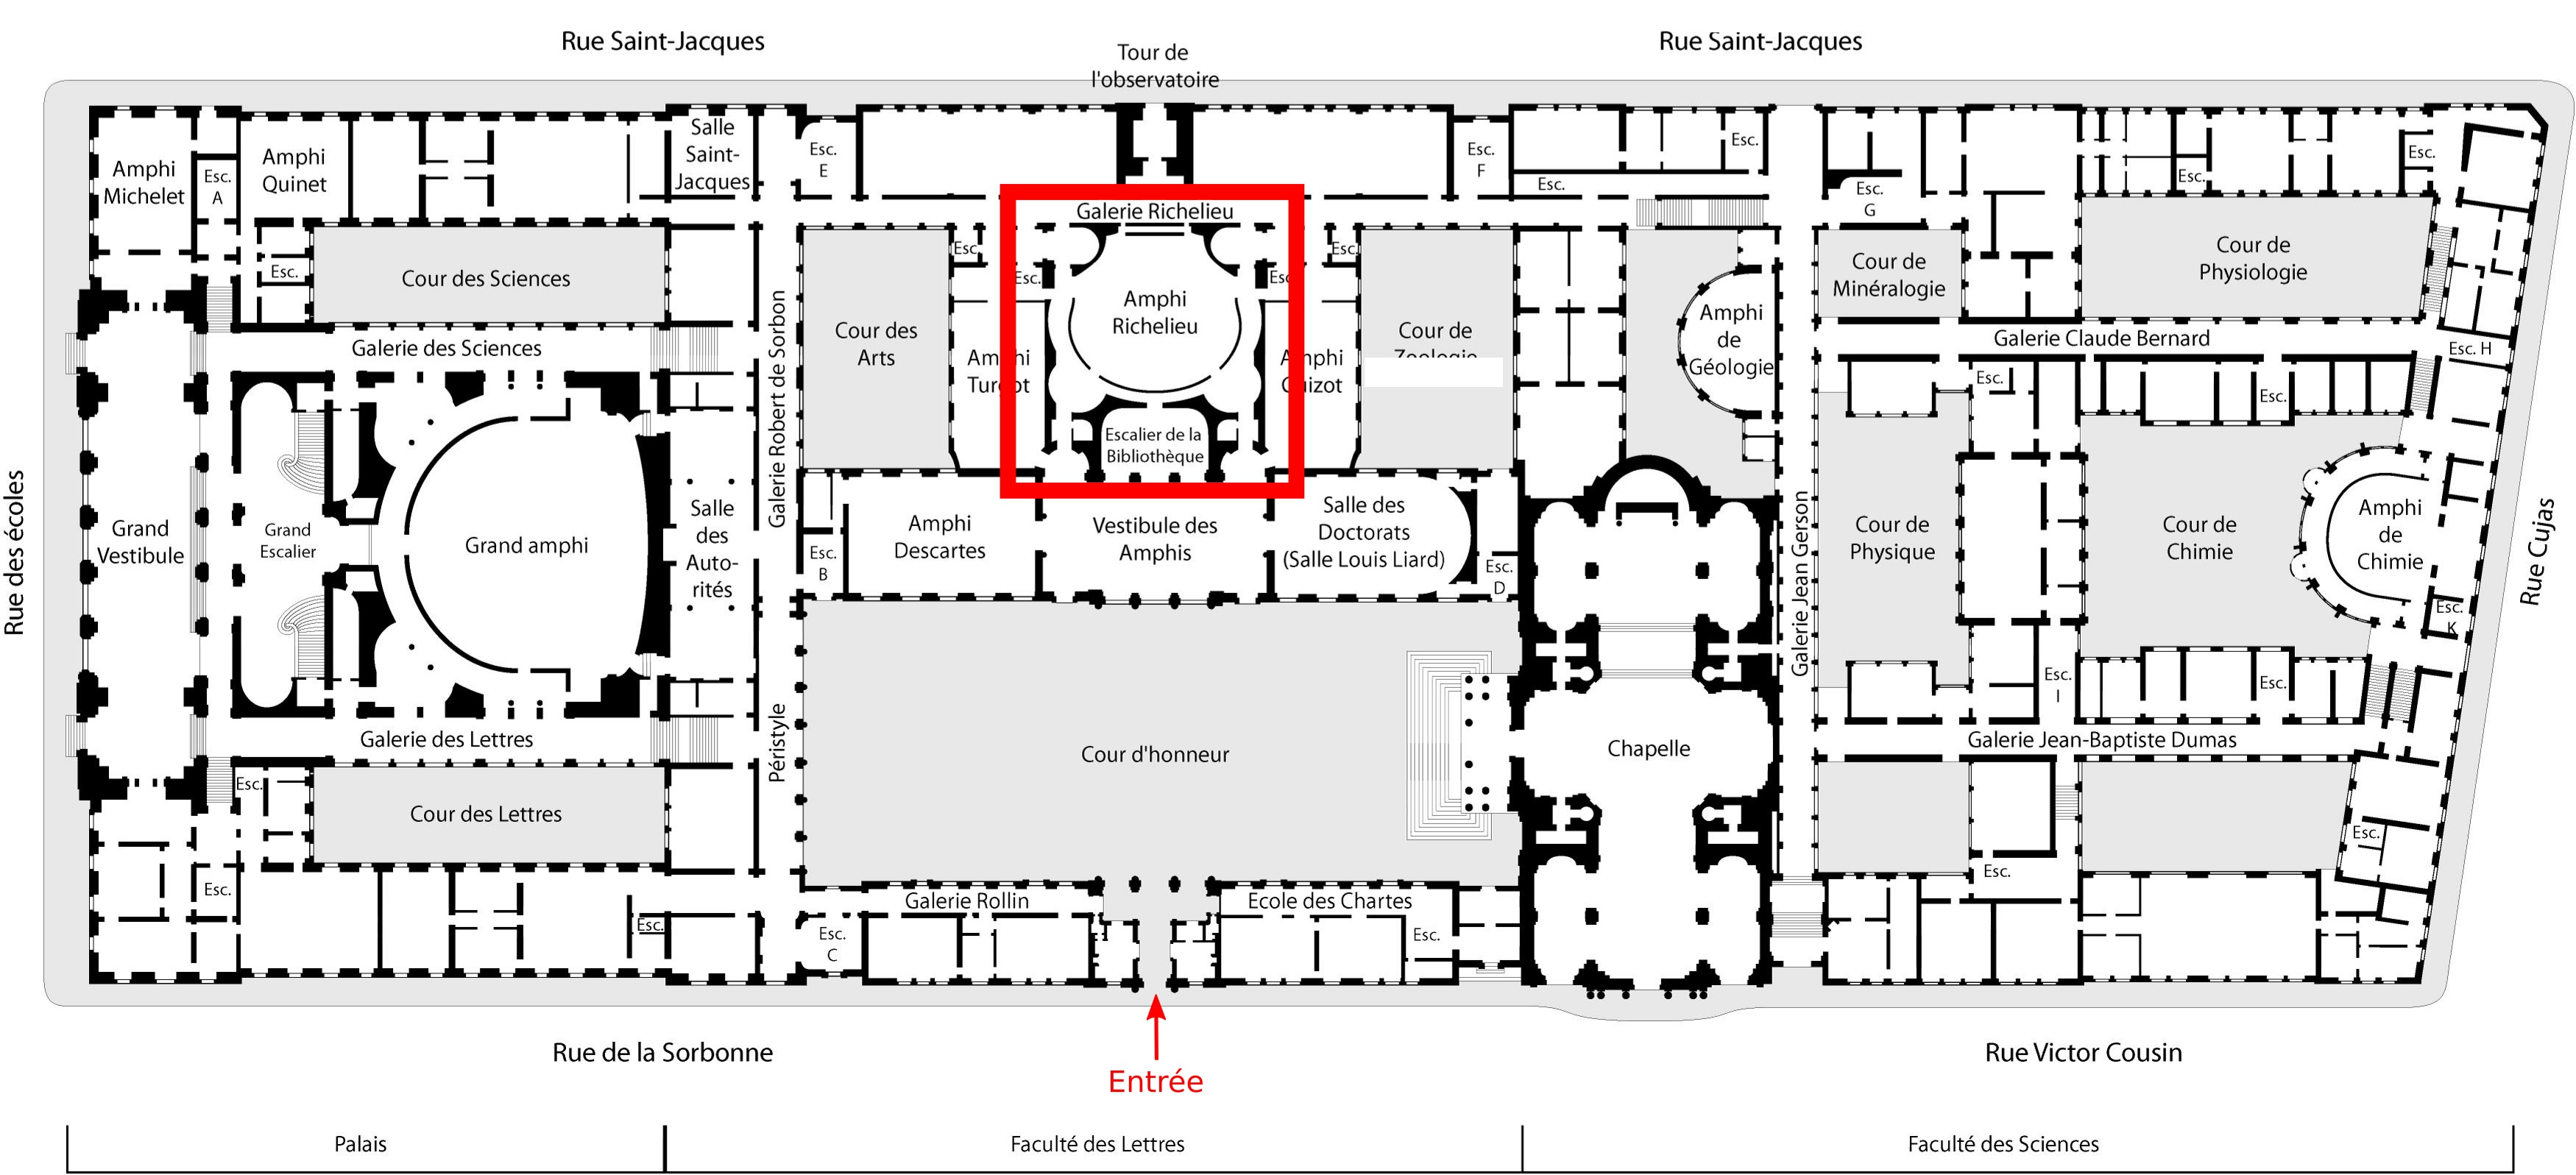 Rue Saint-Jacques
Tour de
l'observatoire
Rue Saint-Jacques
Amphi
Michelet
Esc.
A
Amphi
Quinet
Salle
Saint-
Jacques
Esc.
E
Esc.
F
Esc.
Esc.
Esc.
G
Esc.
Esc.
Galerie Richelieu
Esc.
Cour des Sciences
Esc.
Esc.
Esc.
Esc.
Amphi
Richelieu
Cour des
Arts
Amphi
Turgot
Amphi
Guizot
Cour de
Zoologie
Amphi
de
Géologie
Cour de
Minéralogie
Cour de
Physiologie
Galerie des Sciences
Galerie Robert de Sorbon
Galerie Claude Bernard
Esc. H
Esc.
Esc.
Escalier de la
Bibliothèque
Rue des écoles
Grand
Vestibule
Grand
Escalier
Grand amphi
Salle
des
Auto-
rités
Esc.
B
Amphi
Descartes
Vestibule des
Amphis
Salle des
Doctorats
(Salle Louis Liard)
Esc.
D
Galerie Jean Gerson
Cour de
Physique
Cour de
Chimie
Amphi
de
Chimie
Rue Cujas
Esc.
K
Esc.
I
Esc.
Galerie des Lettres
Péristyle
Cour d'honneur
Chapelle
Galerie Jean-Baptiste Dumas
Esc.
Cour des Lettres
Esc.
Esc.
Esc.
Esc.
Esc.
C
Galerie Rollin
Ecole des Chartes
Esc.
Rue de la Sorbonne
Entrée
Rue Victor Cousin
Palais
Faculté des Lettres
Faculté des Sciences